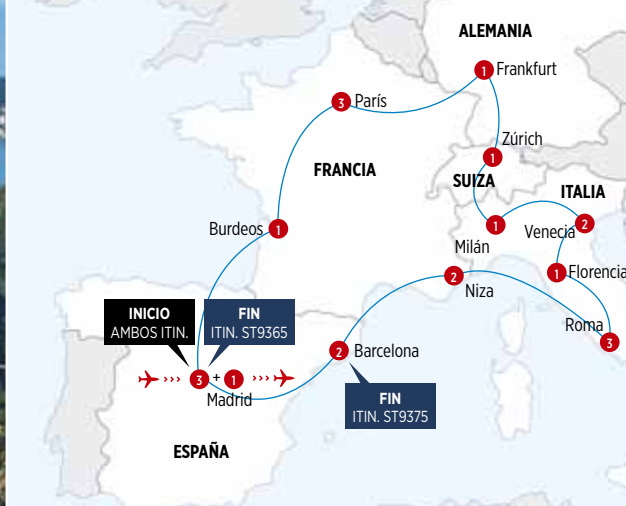 ALEMANIA
1 Frankfurt
3 París
Zúrich
1
FRANCIA
SUIZA
ITALIA
Burdeos 1
1
Milán
Venecia 2
1 Florencia
2
Niza
INICIO
AMBOS ITIN.
FIN
ITIN. ST9365
Roma
3
2 Barcelona
3 + 1
Madrid
FIN
ITIN. ST9375
ESPAÑA